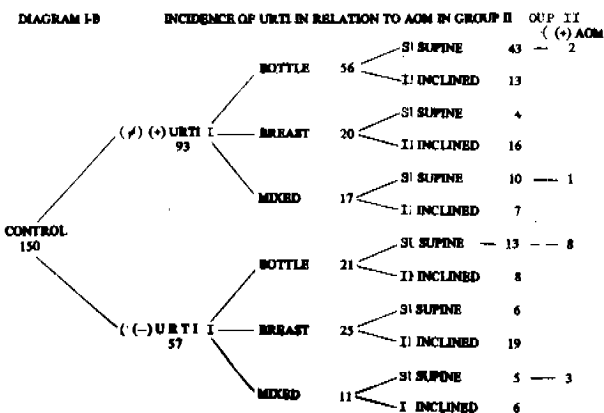 DIAGRAM I-B INCIDENCE OF URTI IN RELATION TO AOM IN GROUP II OUP II
(+) AOM
SUPINE 43 — 2
BOTTLE 56
INCLINED 13
SUPINE 4
(+) URTI 93
BREAST 20
INCLINED 16
SUPINE 10 — 1
MIXED 17
INCLINED 7
CONTROL 150
SUPINE — 13 — 8
BOTTLE 21
INCLINED 8
SUPINE 6
(–) URTI 57
BREAST 25
INCLINED 19
SUPINE 5 — 3
MIXED 11
INCLINED 6